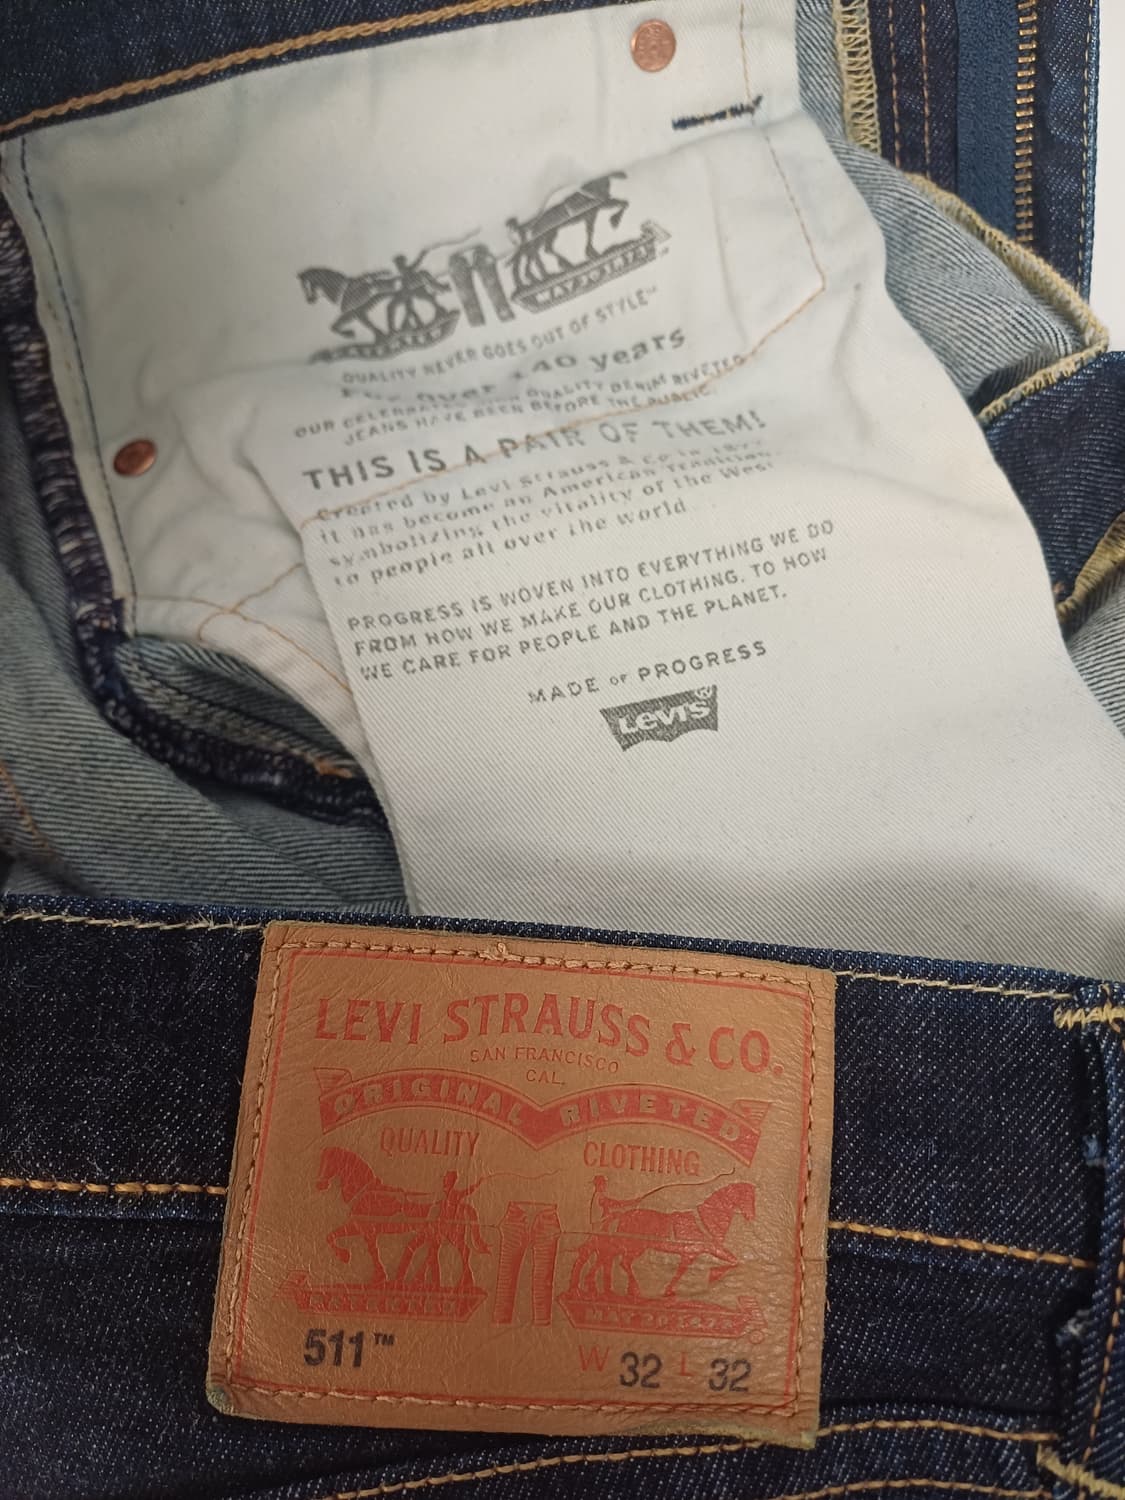 QUALITY NEVER GOES OUT OF STYLE™
over 140 years
OUR CELEBRATED QUALITY DENIM RIVETED
JEANS HAVE BEEN BEFORE THE PUBLIC.
THIS IS A PAIR OF THEM!
Created by Levi Strauss & Co in
it has become an American Tradition.
symbolizing the vitality of the West
to people all over the world
PROGRESS IS WOVEN INTO EVERYTHING WE DO
FROM HOW WE MAKE OUR CLOTHING, TO HOW
WE CARE FOR PEOPLE AND THE PLANET.
MADE OF PROGRESS
Levi's®
LEVI STRAUSS & CO.
SAN FRANCISCO
CAL.
ORIGINAL RIVETED
QUALITY CLOTHING
MAY 20 1873
511™ W 32 L 32